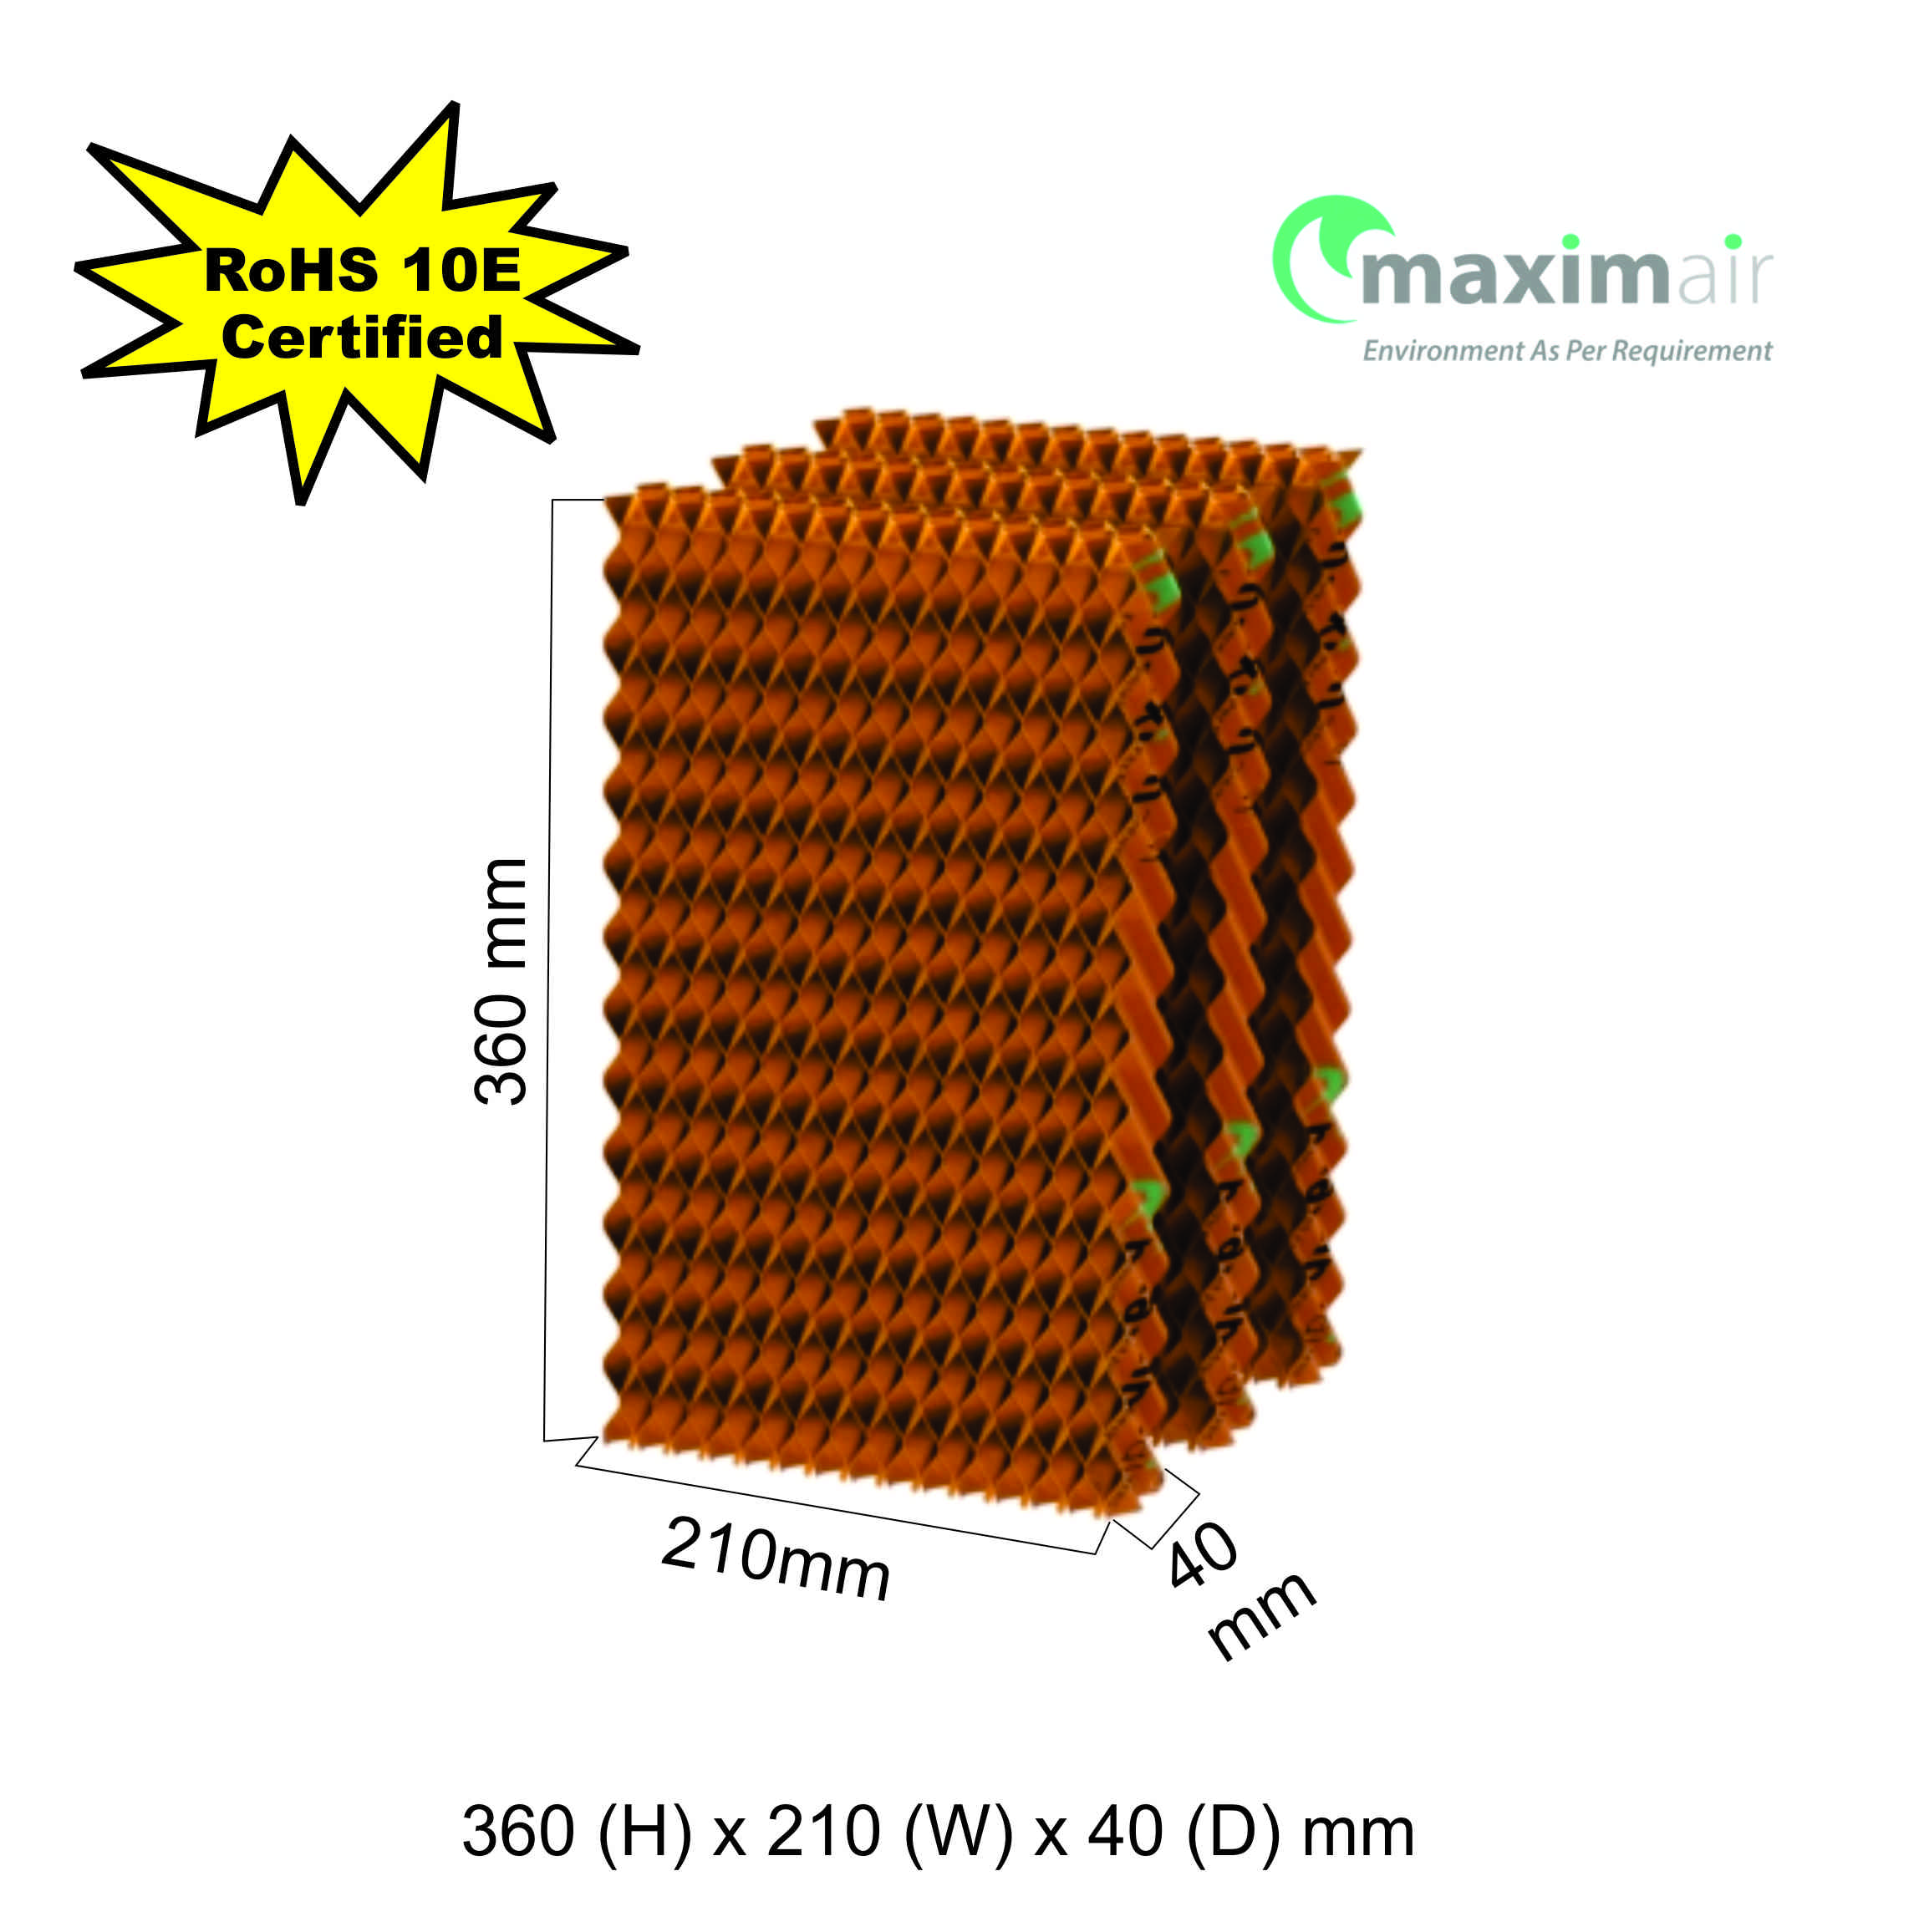 RoHS 10E
Certified
maximair
Environment As Per Requirement
360 mm
210mm
40
mm
360 (H) x 210 (W) x 40 (D) mm